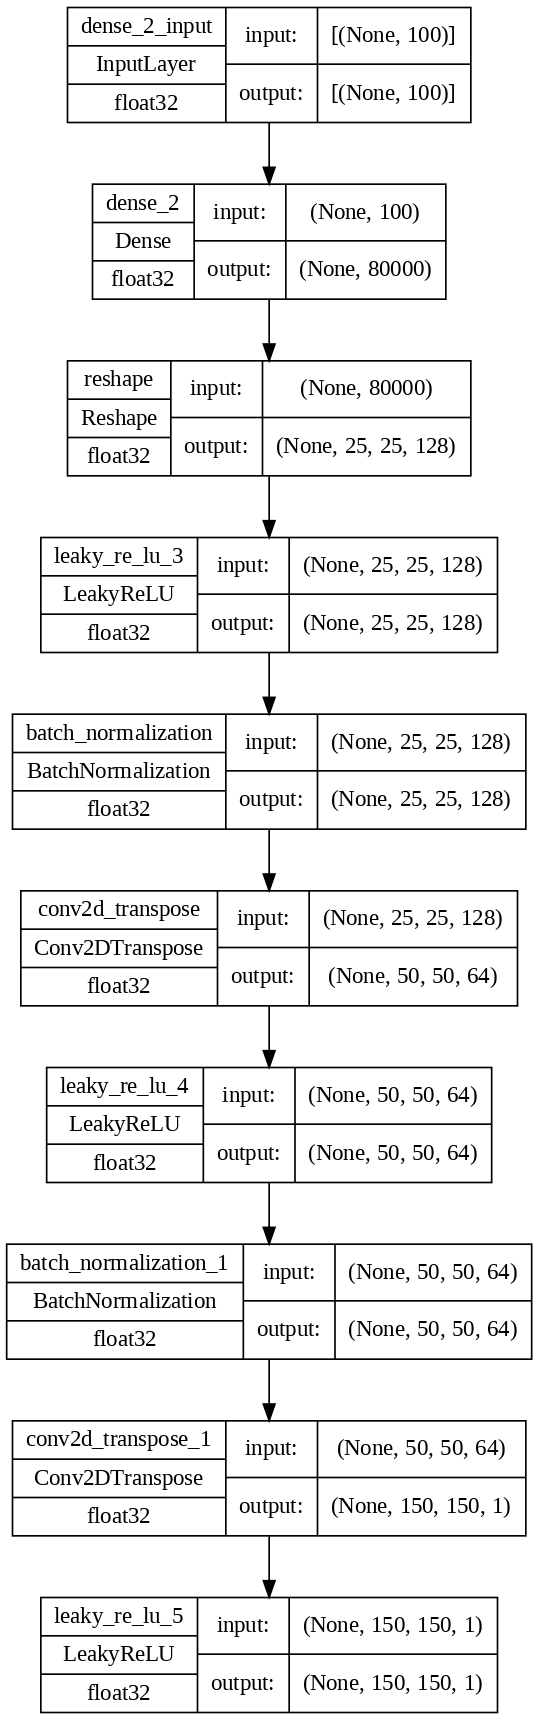 dense_2_input
InputLayer
float32
input:
[(None, 100)]
output:
[(None, 100)]
dense_2
Dense
float32
input:
(None, 100)
output:
(None, 80000)
reshape
Reshape
float32
input:
(None, 80000)
output:
(None, 25, 25, 128)
leaky_re_lu_3
LeakyReLU
float32
input:
(None, 25, 25, 128)
output:
(None, 25, 25, 128)
batch_normalization
BatchNormalization
float32
input:
(None, 25, 25, 128)
output:
(None, 25, 25, 128)
conv2d_transpose
Conv2DTranspose
float32
input:
(None, 25, 25, 128)
output:
(None, 50, 50, 64)
leaky_re_lu_4
LeakyReLU
float32
input:
(None, 50, 50, 64)
output:
(None, 50, 50, 64)
batch_normalization_1
BatchNormalization
float32
input:
(None, 50, 50, 64)
output:
(None, 50, 50, 64)
conv2d_transpose_1
Conv2DTranspose
float32
input:
(None, 50, 50, 64)
output:
(None, 150, 150, 1)
leaky_re_lu_5
LeakyReLU
float32
input:
(None, 150, 150, 1)
output:
(None, 150, 150, 1)